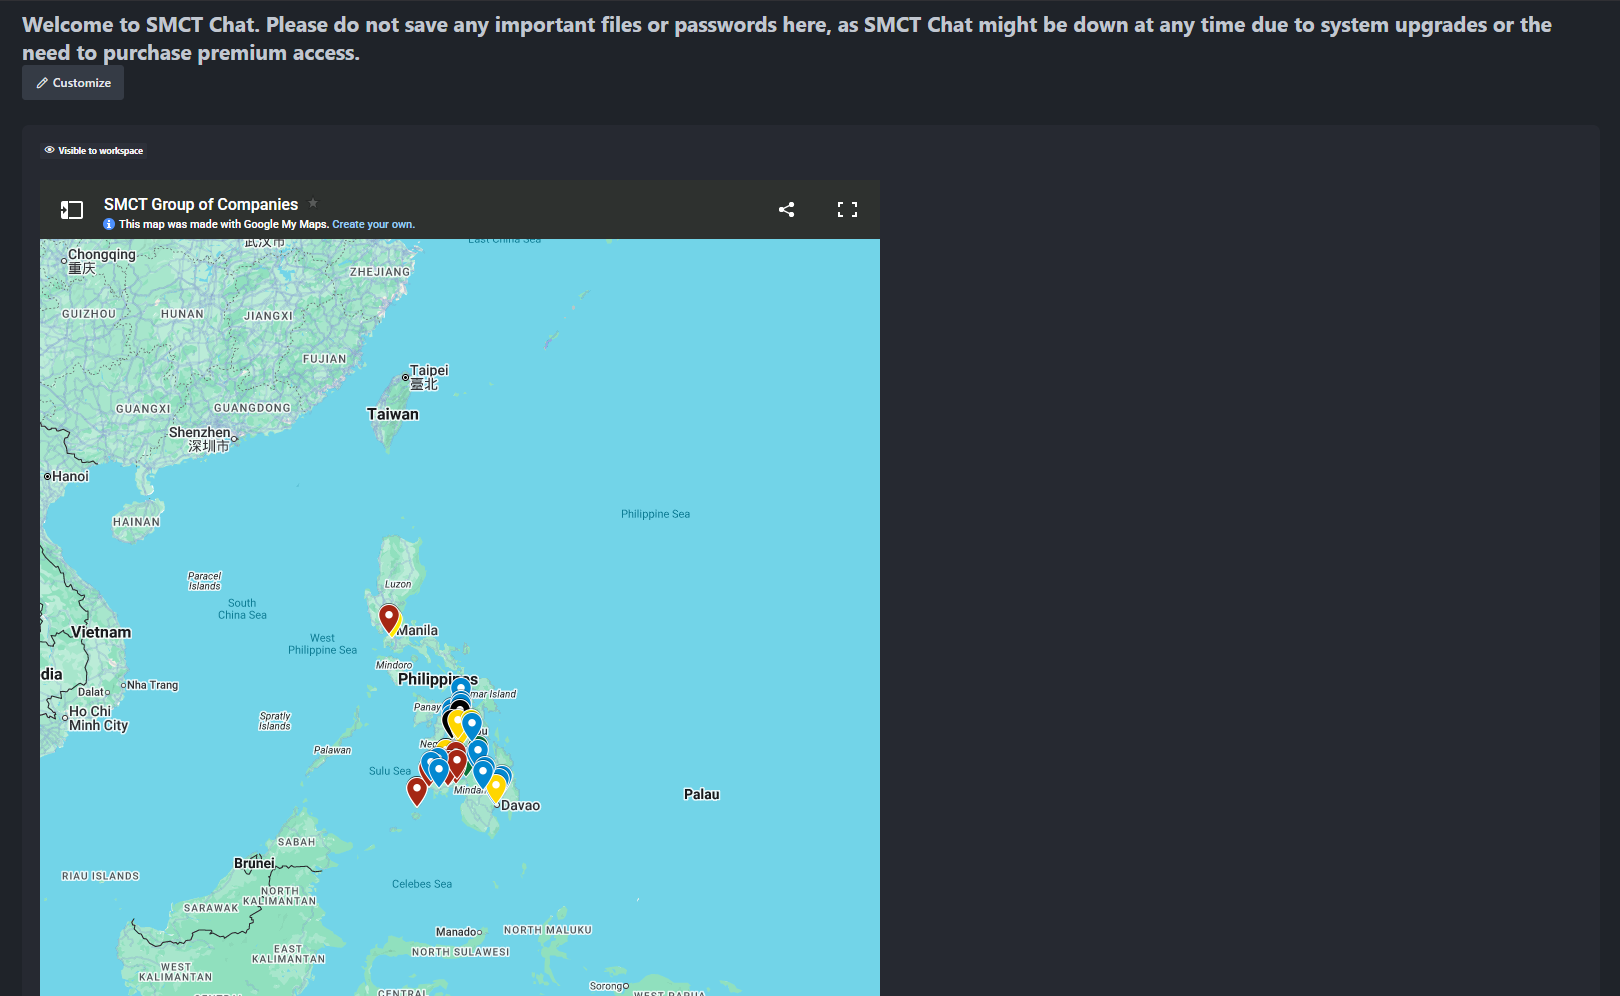 Welcome to SMCT Chat. Please do not save any important files or passwords here, as SMCT Chat might be down at any time due to system upgrades or the
need to purchase premium access.
Customize
Visible to workspace
SMCT Group of Companies
This map was made with Google My Maps. Create your own.
武汉市
East China Sea
Chongqing
重庆
ZHEJIANG
GUIZHOU
HUNAN
JIANGXI
FUJIAN
Taipei
臺北
GUANGXI
GUANGDONG
Taiwan
Shenzhen
深圳市
Hanoi
Philippine Sea
HAINAN
Paracel
Islands
Luzon
South
China Sea
Manila
Vietnam
West
Philippine Sea
Mindoro
dia
Philippines
Nha Trang
Dalat
mar Island
Panay
Ho Chi
Minh City
Spratly
Islands
u
Neg
Palawan
Sulu Sea
Minda
Palau
Davao
SABAH
Brunei
RIAU ISLANDS
Celebes Sea
NORTH
KALIMANTAN
SARAWAK
Manado
NORTH MALUKU
EAST
KALIMANTAN
NORTH SULAWESI
WEST
KALIMANTAN
Sorong
CENTRAL
CENTRAL
WEST PAPUA